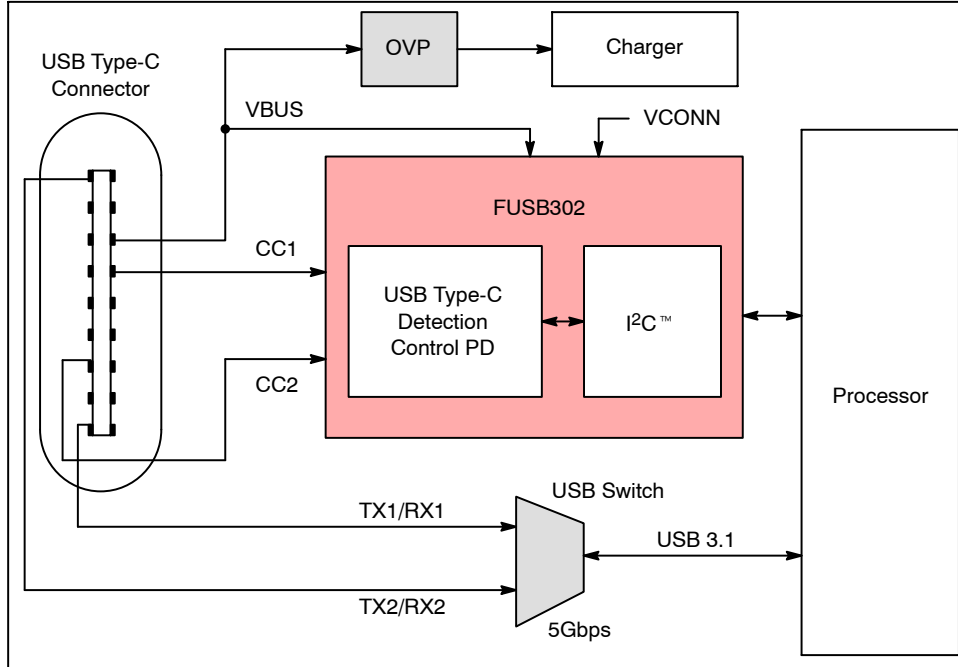 USB Type-C
Connector
OVP
Charger
VBUS
VCONN
FUSB302
CC1
USB Type-C
Detection
Control PD
I²C™
CC2
Processor
USB Switch
TX1/RX1
USB 3.1
TX2/RX2
5Gbps